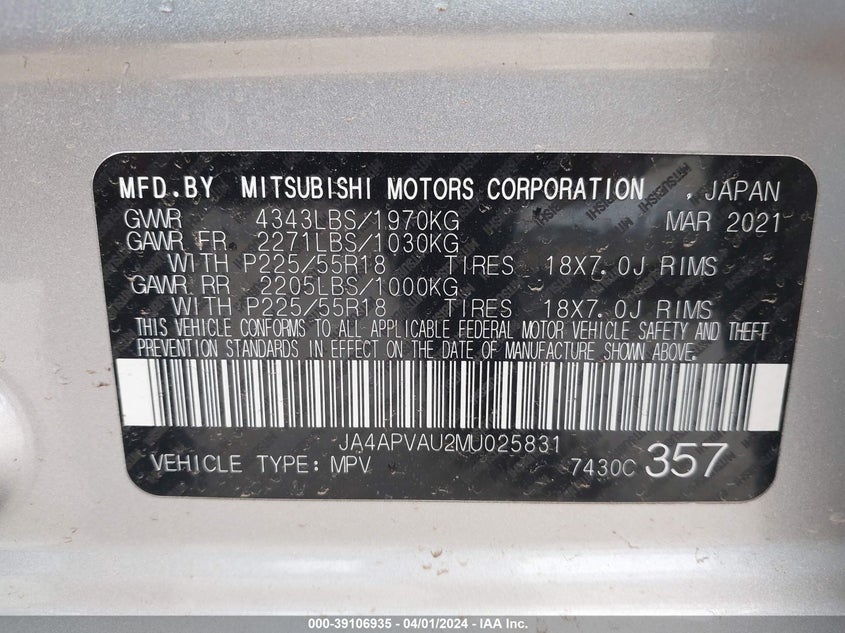 MFD.BY MITSUBISHI MOTORS CORPORATION , JAPAN
GVWR 4343LBS/1970KG MAR 2021
GAWR FR 2271LBS/1030KG
WITH P225/55R18 TIRES 18X7.0J RIMS
GAWR RR 2205LBS/1000KG
WITH P225/55R18 TIRES 18X7.0J RIMS
THIS VEHICLE CONFORMS TO ALL APPLICABLE FEDERAL MOTOR VEHICLE SAFETY AND THEFT
PREVENTION STANDARDS IN EFFECT ON THE DATE OF MANUFACTURE SHOWN ABOVE.
JA4APVAU2MU025831
VEHICLE TYPE: MPV 7430C 357
000-39106935 - 04/01/2024 - IAA Inc.